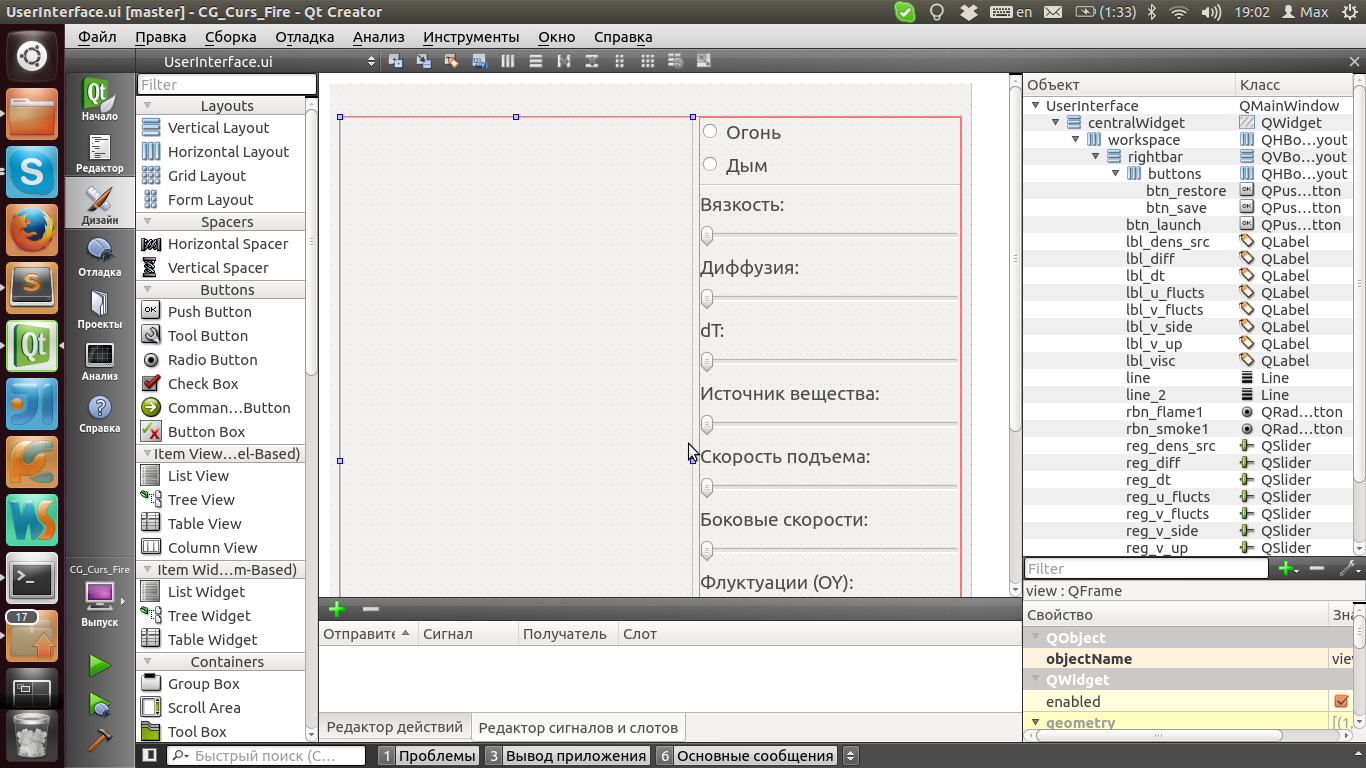 UserInterface.ui [master] - CG_Curs_Fire - Qt Creator
en (1:33) 19:02 Max
Файл Правка Сборка Отладка Анализ Инструменты Окно Справка
UserInterface.ui
Начало
Редактор
Дизайн
Отладка
Проекты
Анализ
Справка
CG_Curs_Fire
Выпуск
17
Filter
Layouts
Vertical Layout
Horizontal Layout
Grid Layout
Form Layout
Spacers
Horizontal Spacer
Vertical Spacer
Buttons
Push Button
Tool Button
Radio Button
Check Box
Comman…Button
Button Box
Item View…el-Based)
List View
Tree View
Table View
Column View
Item Wid…m-Based)
List Widget
Tree Widget
Table Widget
Containers
Group Box
Scroll Area
Tool Box
Огонь
Дым
Вязкость:
Диффузия:
dT:
Источник вещества:
Скорость подъема:
Боковые скорости:
Флуктуации (OY):
Отправите Сигнал Получатель Слот
Редактор действий Редактор сигналов и слотов
Объект Класс
UserInterface QMainWindow
centralWidget QWidget
workspace QHBo…yout
rightbar QVBo…yout
buttons QHBo…yout
btn_restore QPus…tton
btn_save QPus…tton
btn_launch QPus…tton
lbl_dens_src QLabel
lbl_diff QLabel
lbl_dt QLabel
lbl_u_flucts QLabel
lbl_v_flucts QLabel
lbl_v_side QLabel
lbl_v_up QLabel
lbl_visc QLabel
line Line
line_2 Line
rbn_flame1 QRad…tton
rbn_smoke1 QRad…tton
reg_dens_src QSlider
reg_diff QSlider
reg_dt QSlider
reg_u_flucts QSlider
reg_v_flucts QSlider
reg_v_side QSlider
reg_v_up QSlider
Filter
view : QFrame
Свойство Зна
QObject
objectName vie
QWidget
enabled
geometry [(1,
Быстрый поиск (С… 1 Проблемы 3 Вывод приложения 6 Основные сообщения